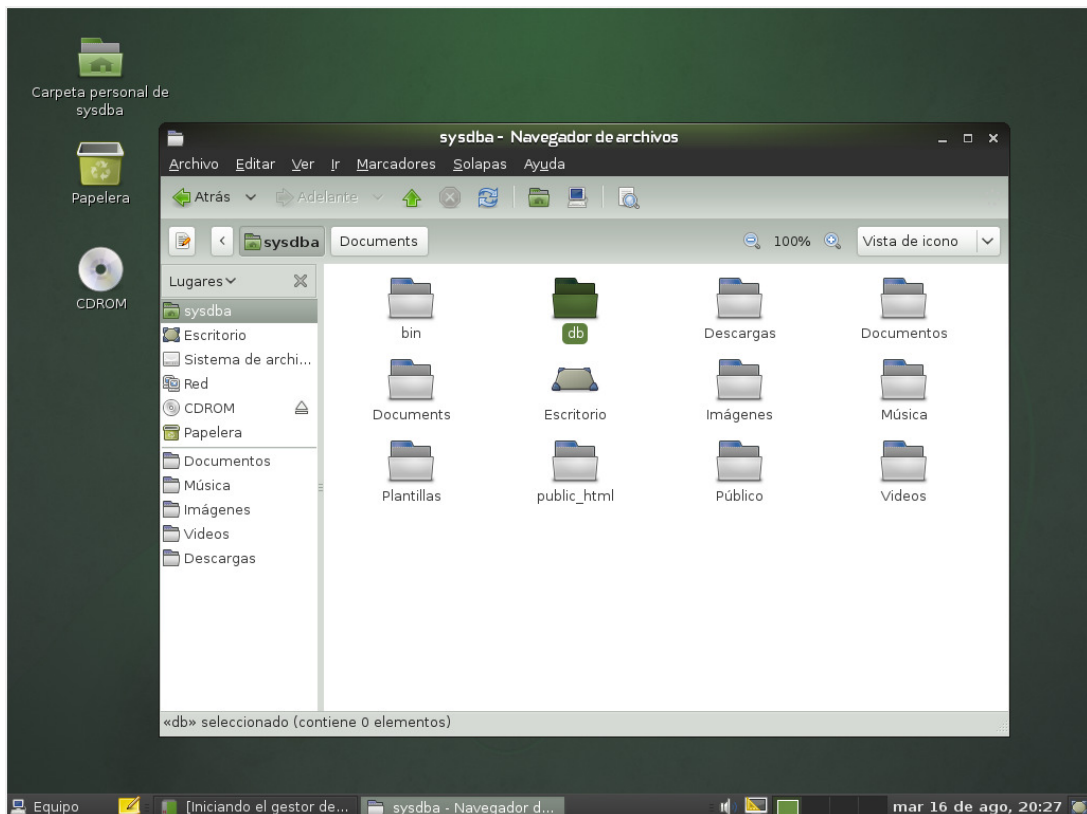 Carpeta personal de
sysdba
Papelera
CDROM
sysdba - Navegador de archivos
Archivo Editar Ver Ir Marcadores Solapas Ayuda
Atrás Adelante
sysdba Documents 100% Vista de icono
Lugares
sysdba
Escritorio
Sistema de archi...
Red
CDROM
Papelera
Documentos
Música
Imágenes
Videos
Descargas
bin db Descargas Documentos
Documents Escritorio Imágenes Música
Plantillas public_html Público Videos
«db» seleccionado (contiene 0 elementos)
Equipo [Iniciando el gestor de... sysdba - Navegador d... mar 16 de ago, 20:27